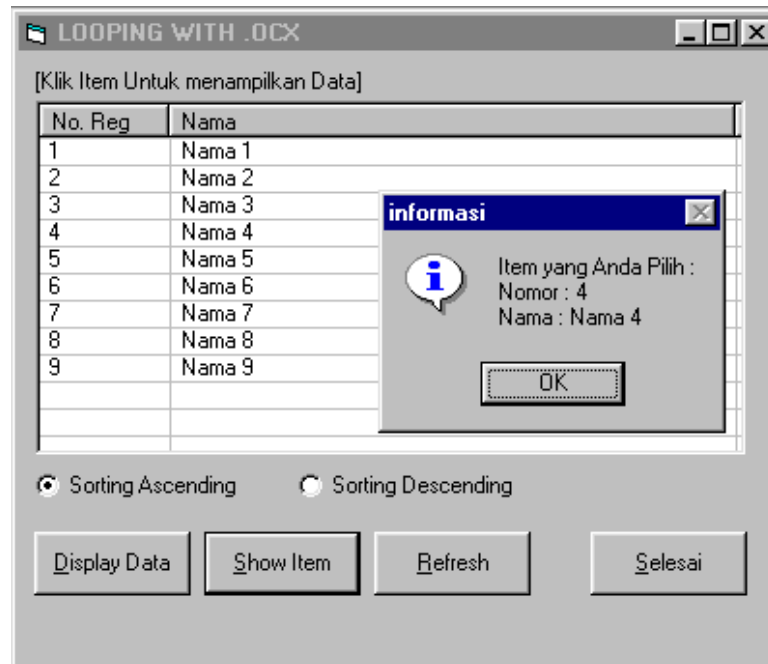 LOOPING WITH .OCX
[Klik Item Untuk menampilkan Data]
No. Reg Nama
1 Nama 1
2 Nama 2
3 Nama 3
4 Nama 4
5 Nama 5
6 Nama 6
7 Nama 7
8 Nama 8
9 Nama 9
informasi
Item yang Anda Pilih :
Nomor : 4
Nama : Nama 4
OK
Sorting Ascending Sorting Descending
Display Data Show Item Refresh Selesai